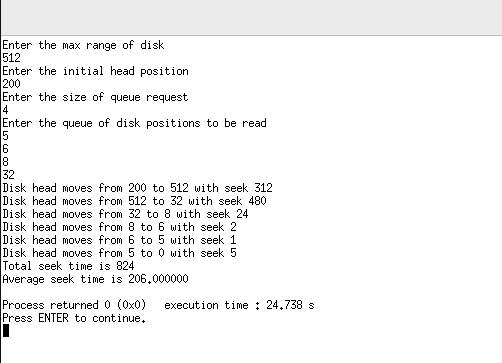 Enter the max range of disk
512
Enter the initial head position
200
Enter the size of queue request
4
Enter the queue of disk positions to be read
5
6
8
32
Disk head moves from 200 to 512 with seek 312
Disk head moves from 512 to 32 with seek 480
Disk head moves from 32 to 8 with seek 24
Disk head moves from 8 to 6 with seek 2
Disk head moves from 6 to 5 with seek 1
Disk head moves from 5 to 0 with seek 5
Total seek time is 824
Average seek time is 206.000000
Process returned 0 (0x0)   execution time : 24.738 s
Press ENTER to continue.